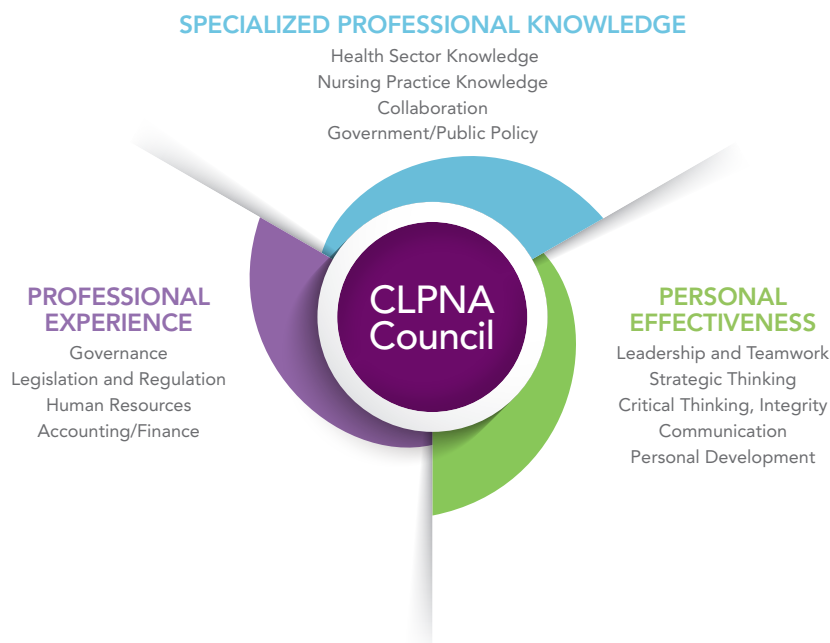 SPECIALIZED PROFESSIONAL KNOWLEDGE
Health Sector Knowledge
Nursing Practice Knowledge
Collaboration
Government/Public Policy
CLPNA
Council
PROFESSIONAL
EXPERIENCE
Governance
Legislation and Regulation
Human Resources
Accounting/Finance
PERSONAL
EFFECTIVENESS
Leadership and Teamwork
Strategic Thinking
Critical Thinking, Integrity
Communication
Personal Development